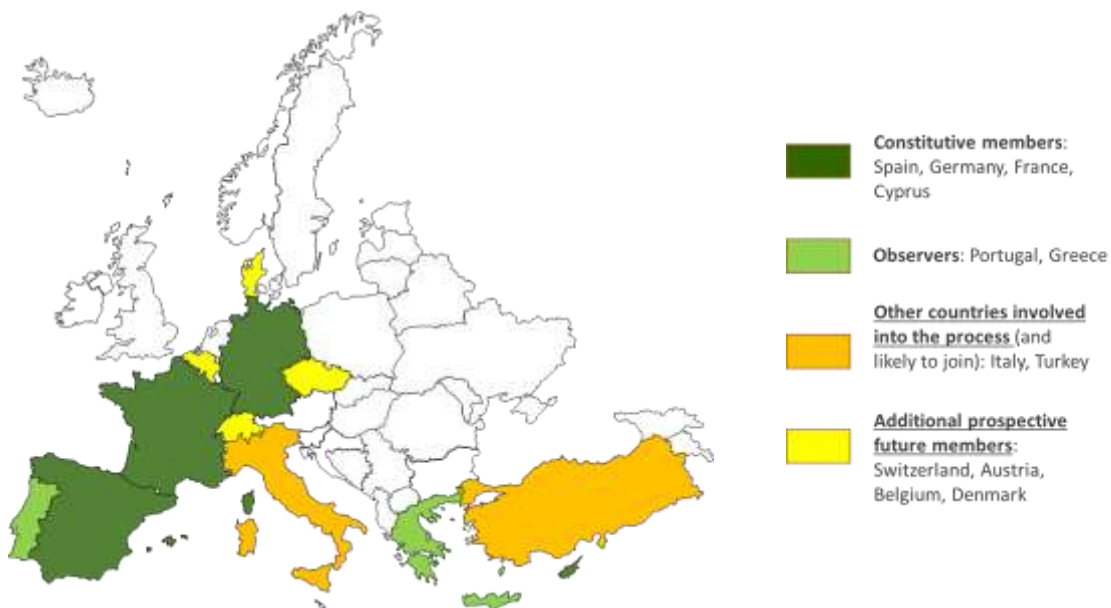 Constitutive members:
Spain, Germany, France,
Cyprus
Observers: Portugal, Greece
Other countries involved
into the process (and
likely to join): Italy, Turkey
Additional prospective
future members:
Switzerland, Austria,
Belgium, Denmark